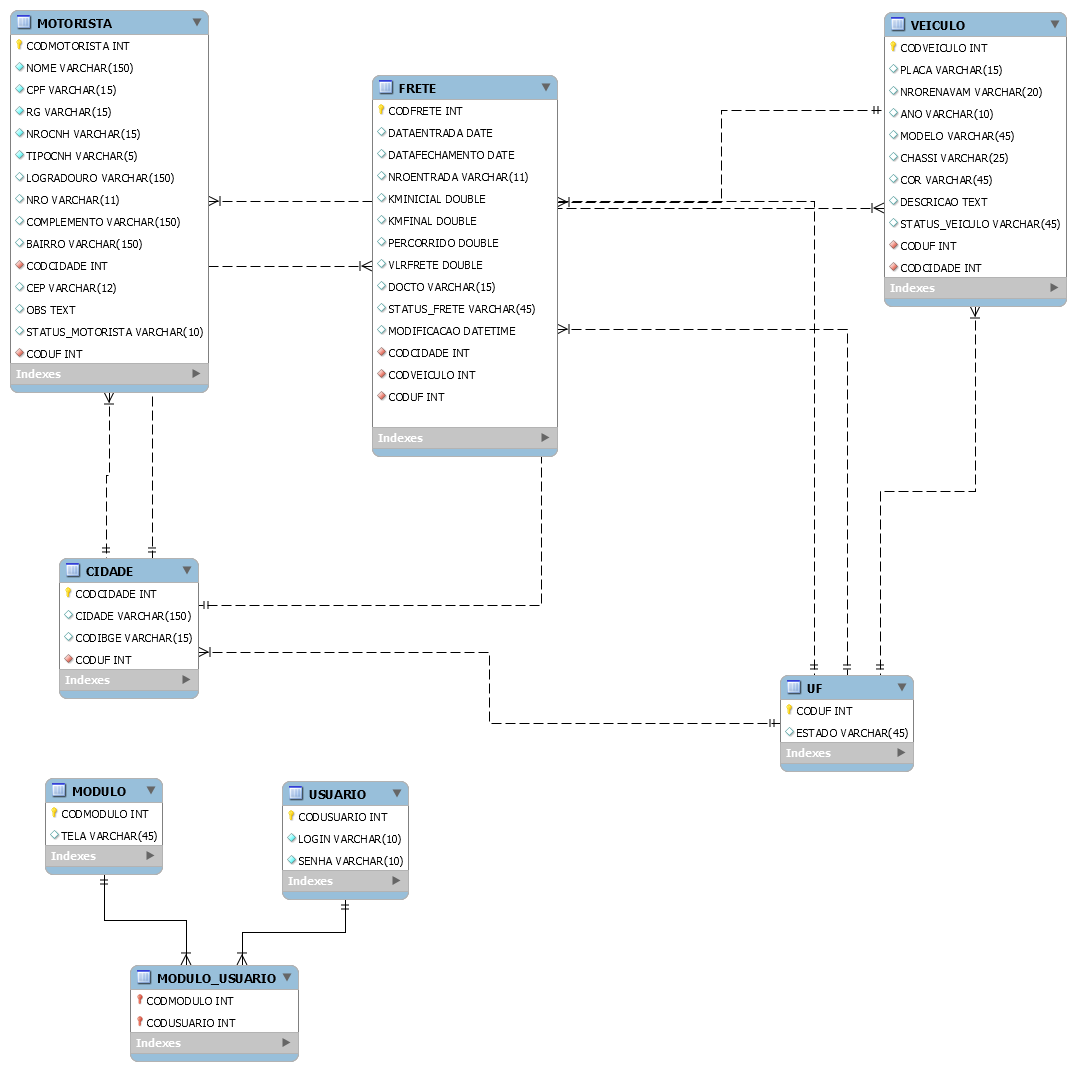 MOTORISTA
CODMOTORISTA INT
NOME VARCHAR(150)
CPF VARCHAR(15)
RG VARCHAR(15)
NROCNH VARCHAR(15)
TIPOCNH VARCHAR(5)
LOGRADOURO VARCHAR(150)
NRO VARCHAR(11)
COMPLEMENTO VARCHAR(150)
BAIRRO VARCHAR(150)
CODCIDADE INT
CEP VARCHAR(12)
OBS TEXT
STATUS_MOTORISTA VARCHAR(10)
CODUF INT
Indexes
FRETE
CODFRETE INT
DATAENTRADA DATE
DATAFECHAMENTO DATE
NROENTRADA VARCHAR(11)
KMINICIAL DOUBLE
KMFINAL DOUBLE
PERCORRIDO DOUBLE
VLRFRETE DOUBLE
DOCTO VARCHAR(15)
STATUS_FRETE VARCHAR(45)
MODIFICACAO DATETIME
CODCIDADE INT
CODVEICULO INT
CODUF INT
Indexes
VEICULO
CODVEICULO INT
PLACA VARCHAR(15)
NRORENAVAM VARCHAR(20)
ANO VARCHAR(10)
MODELO VARCHAR(45)
CHASSI VARCHAR(25)
COR VARCHAR(45)
DESCRICAO TEXT
STATUS_VEICULO VARCHAR(45)
CODUF INT
CODCIDADE INT
Indexes
CIDADE
CODCIDADE INT
CIDADE VARCHAR(150)
CODIBGE VARCHAR(15)
CODUF INT
Indexes
UF
CODUF INT
ESTADO VARCHAR(45)
Indexes
MODULO
CODMODULO INT
TELA VARCHAR(45)
Indexes
USUARIO
CODUSUARIO INT
LOGIN VARCHAR(10)
SENHA VARCHAR(10)
Indexes
MODULO_USUARIO
CODMODULO INT
CODUSUARIO INT
Indexes